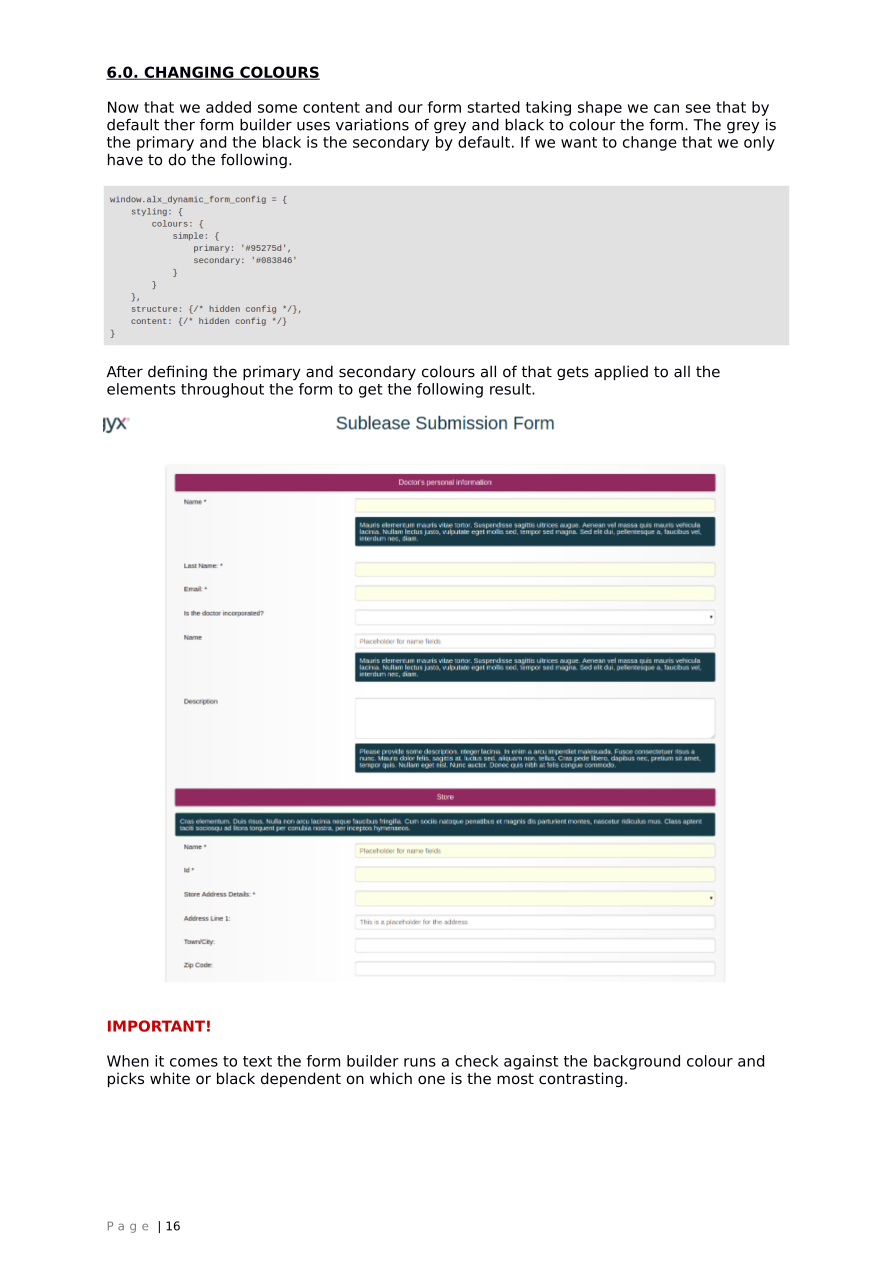 6.0. CHANGING COLOURS
Now that we added some content and our form started taking shape we can see that by
default ther form builder uses variations of grey and black to colour the form. The grey is
the primary and the black is the secondary by default. If we want to change that we only
have to do the following.
window.alx_dynamic_form_config = {
    styling: {
        colours: {
            simple: {
                primary: '#95275d',
                secondary: '#083846'
            }
        }
    },
    structure: {/* hidden config */},
    content: {/* hidden config */}
}
After defining the primary and secondary colours all of that gets applied to all the
elements throughout the form to get the following result.
yx Sublease Submission Form
Doctor's personal information
Name *
Mauris elementum mauris vitae tortor. Suspendisse sagittis ultrices augue. Aenean vel massa quis mauris vehicula
lacinia. Nullam lectus justo, vulputate eget mollis sed, tempor sed magna. Sed elit dui, pellentesque a, faucibus vel,
interdum nec, diam.
Last Name: *
Email: *
Is the doctor incorporated?
Name Placeholder for name fields
Mauris elementum mauris vitae tortor. Suspendisse sagittis ultrices augue. Aenean vel massa quis mauris vehicula
lacinia. Nullam lectus justo, vulputate eget mollis sed, tempor sed magna. Sed elit dui, pellentesque a, faucibus vel,
interdum nec, diam.
Description
Please provide some description. Integer lacinia. In enim a arcu imperdiet malesuada. Fusce consectetuer risus a
nunc. Mauris dolor felis, sagittis at, luctus sed, aliquam non, tellus. Cras pede libero, dapibus nec, pretium sit amet,
tempor quis. Nullam eget nisl. Nunc auctor. Donec quis nibh at felis congue commodo.
Store
Cras elementum. Duis risus. Nulla non arcu lacinia neque faucibus fringilla. Cum sociis natoque penatibus et magnis dis parturient montes, nascetur ridiculus mus. Class aptent
taciti sociosqu ad litora torquent per conubia nostra, per inceptos hymenaeos.
Name * Placeholder for name fields
Id *
Store Address Details: *
Address Line 1: This is a placeholder for the address
Town/City:
Zip Code:
IMPORTANT!
When it comes to text the form builder runs a check against the background colour and
picks white or black dependent on which one is the most contrasting.
Page | 16